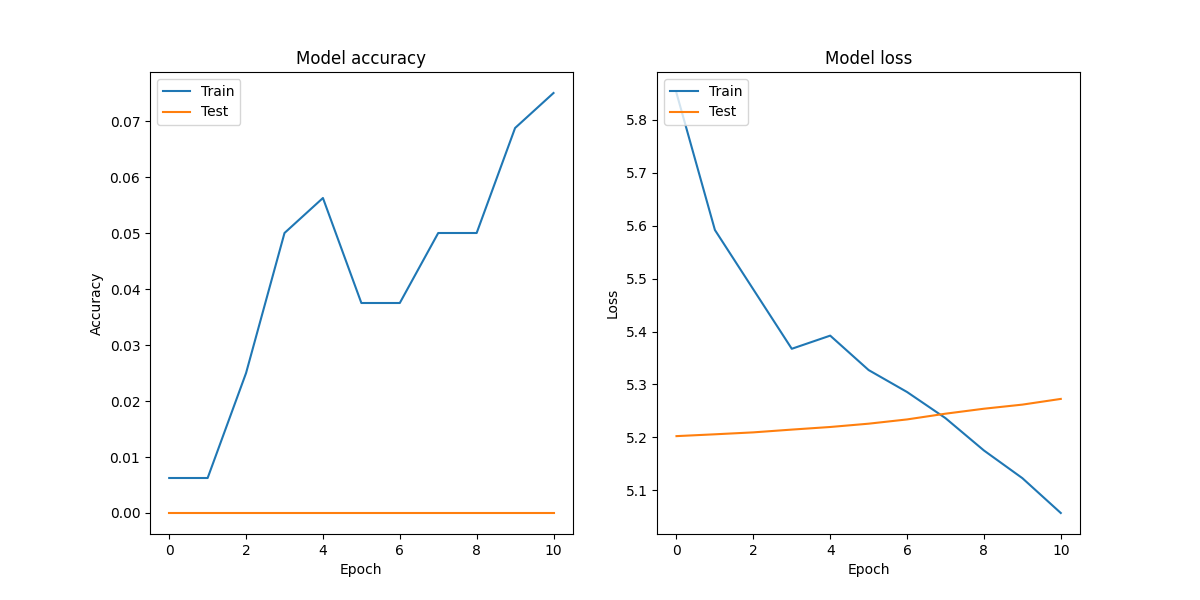 Model accuracy
Train
Test
0.07
0.06
0.05
0.04
0.03
0.02
0.01
0.00
Accuracy
0 2 4 6 8 10
Epoch
Model loss
Train
Test
5.8
5.7
5.6
5.5
5.4
5.3
5.2
5.1
Loss
0 2 4 6 8 10
Epoch